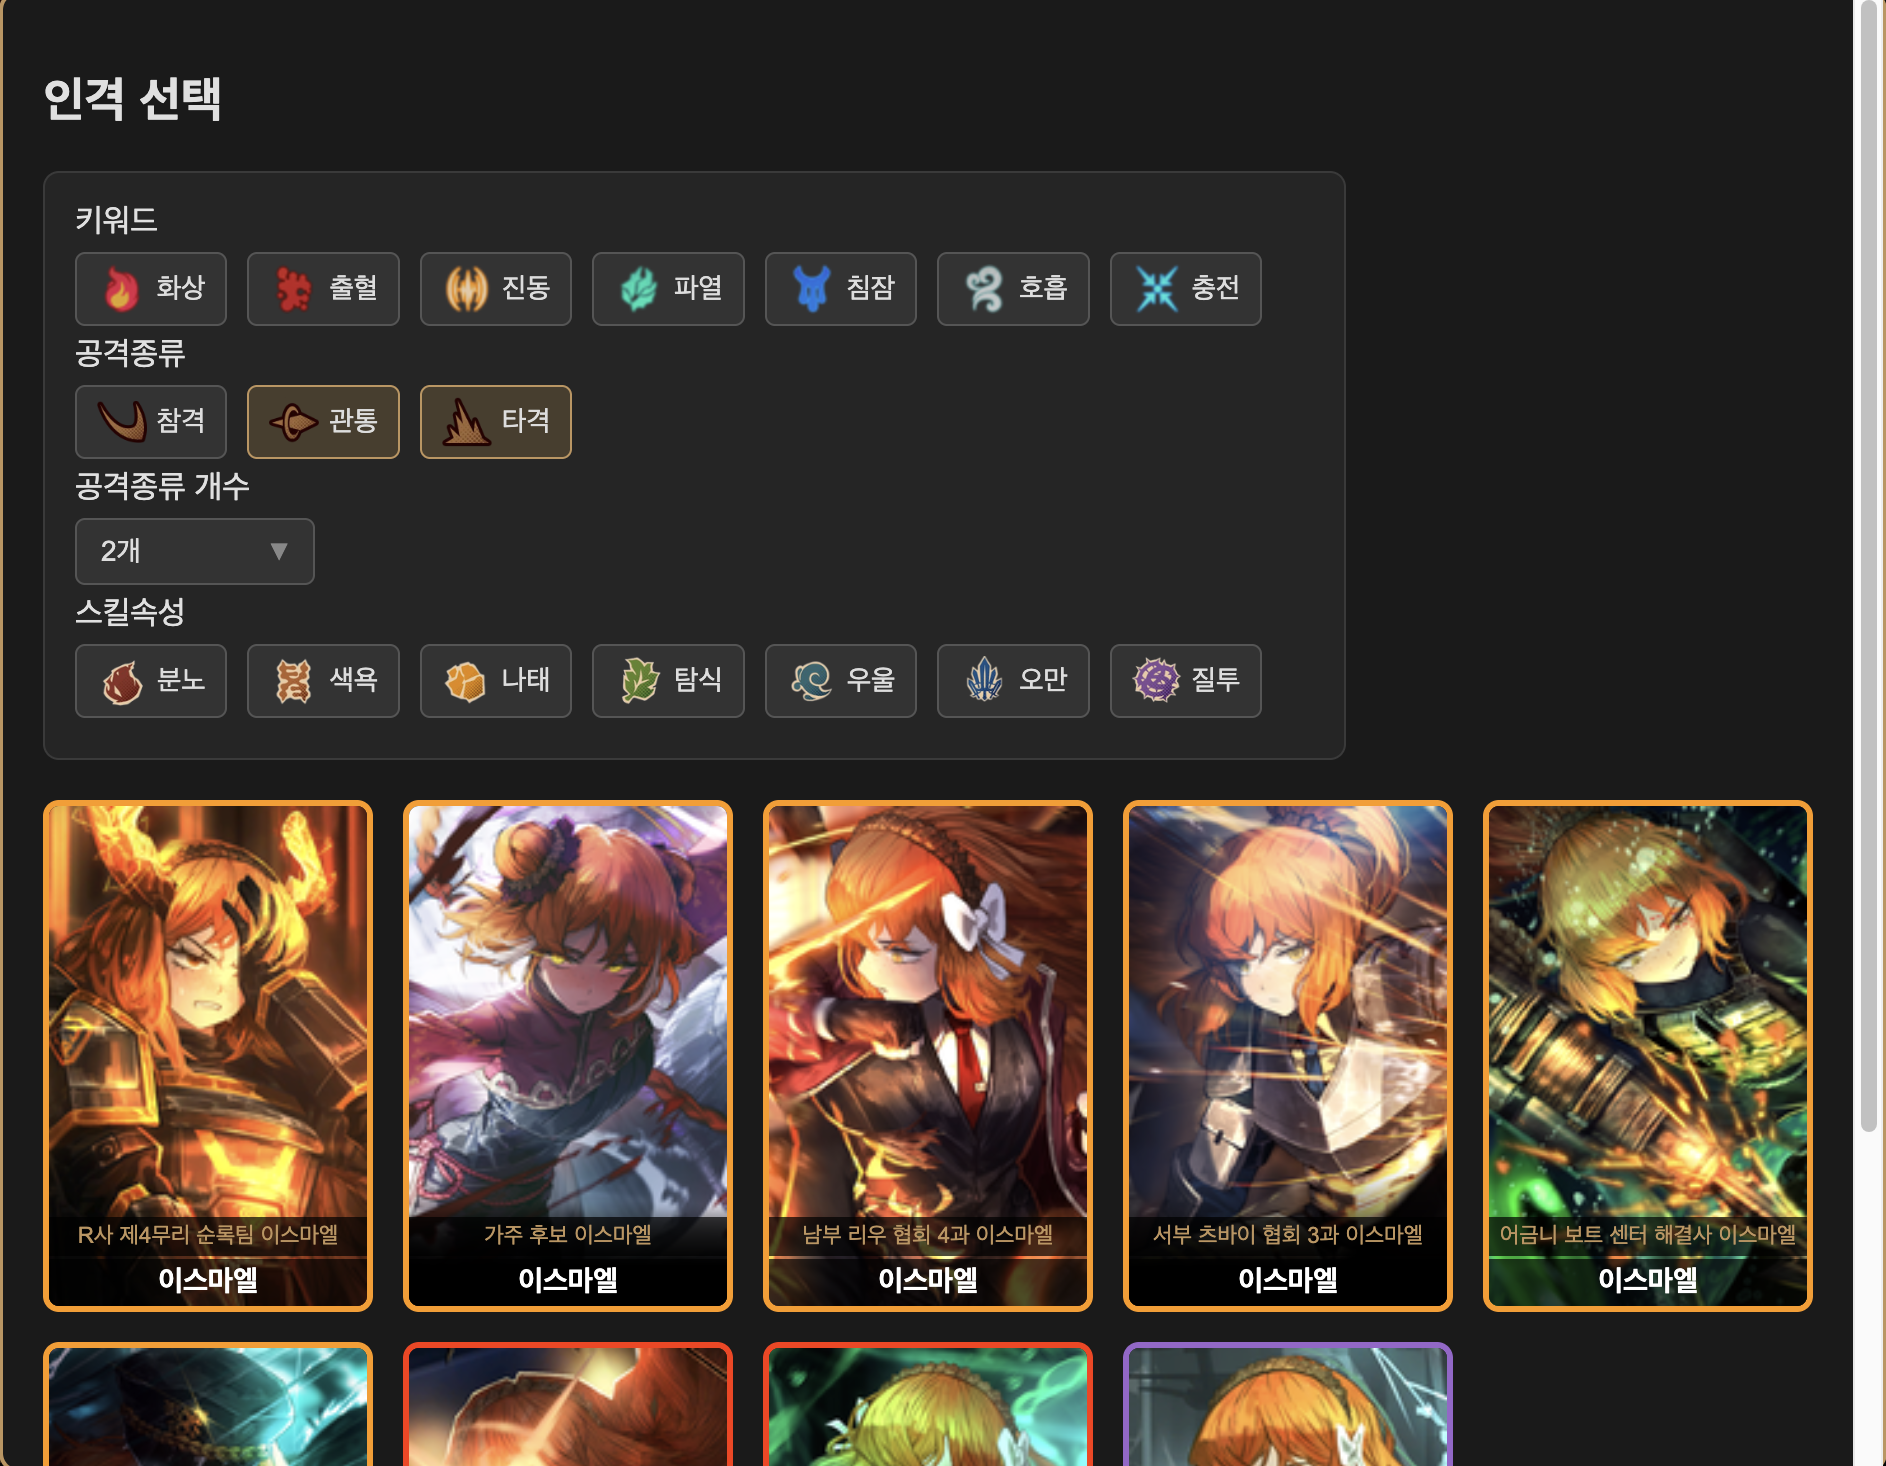 인격 선택
키워드
화상 출혈 진동 파열 침잠 호흡 충전
공격종류
참격 관통 타격
공격종류 개수
2개 ▼
스킬속성
분노 색욕 나태 탐식 우울 오만 질투
R사 제4무리 순록팀 이스마엘
이스마엘
가주 후보 이스마엘
이스마엘
남부 리우 협회 4과 이스마엘
이스마엘
서부 츠바이 협회 3과 이스마엘
이스마엘
어금니 보트 센터 해결사 이스마엘
이스마엘